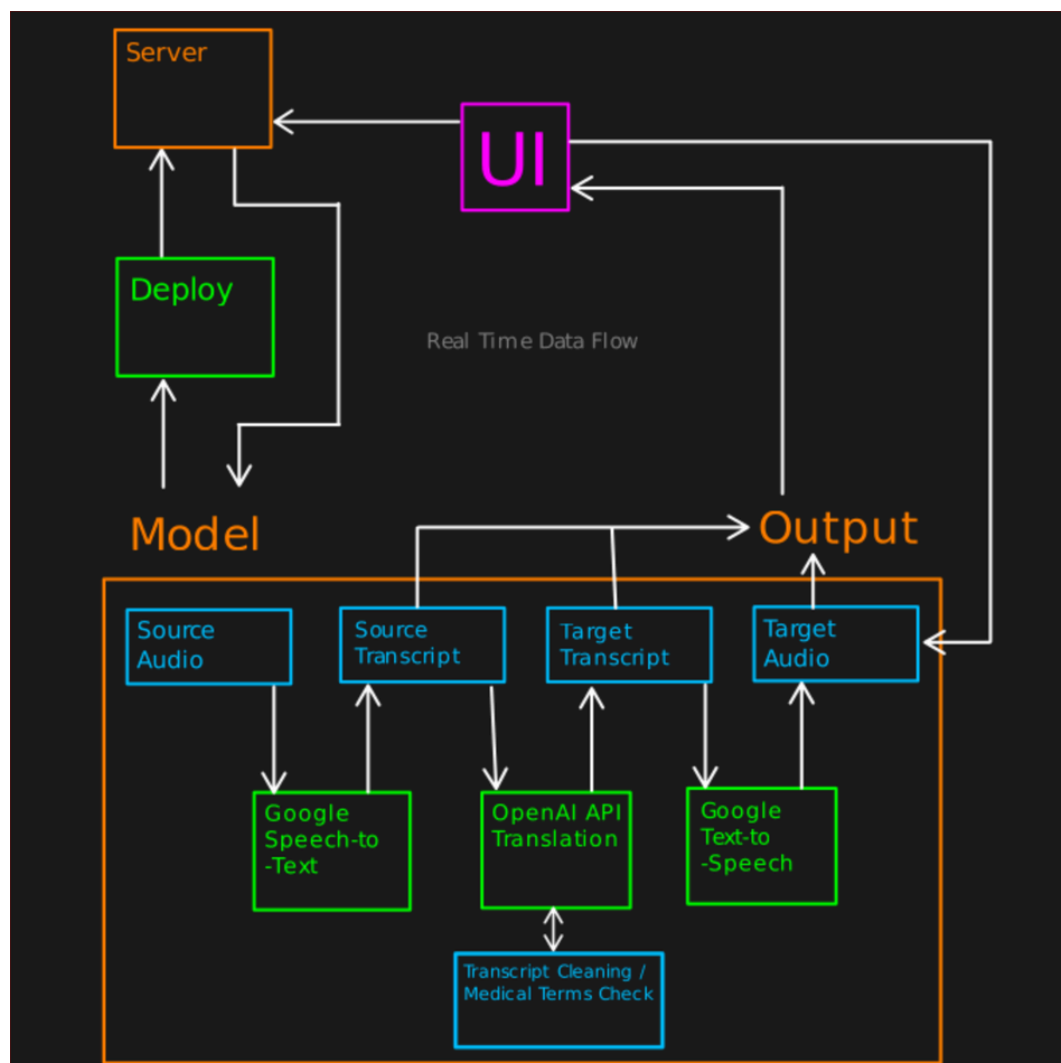 Server
UI
Deploy
Real Time Data Flow
Model
Output
Source
Audio
Source
Transcript
Target
Transcript
Target
Audio
Google
Speech-to
-Text
OpenAI API
Translation
Google
Text-to
-Speech
Transcript Cleaning /
Medical Terms Check